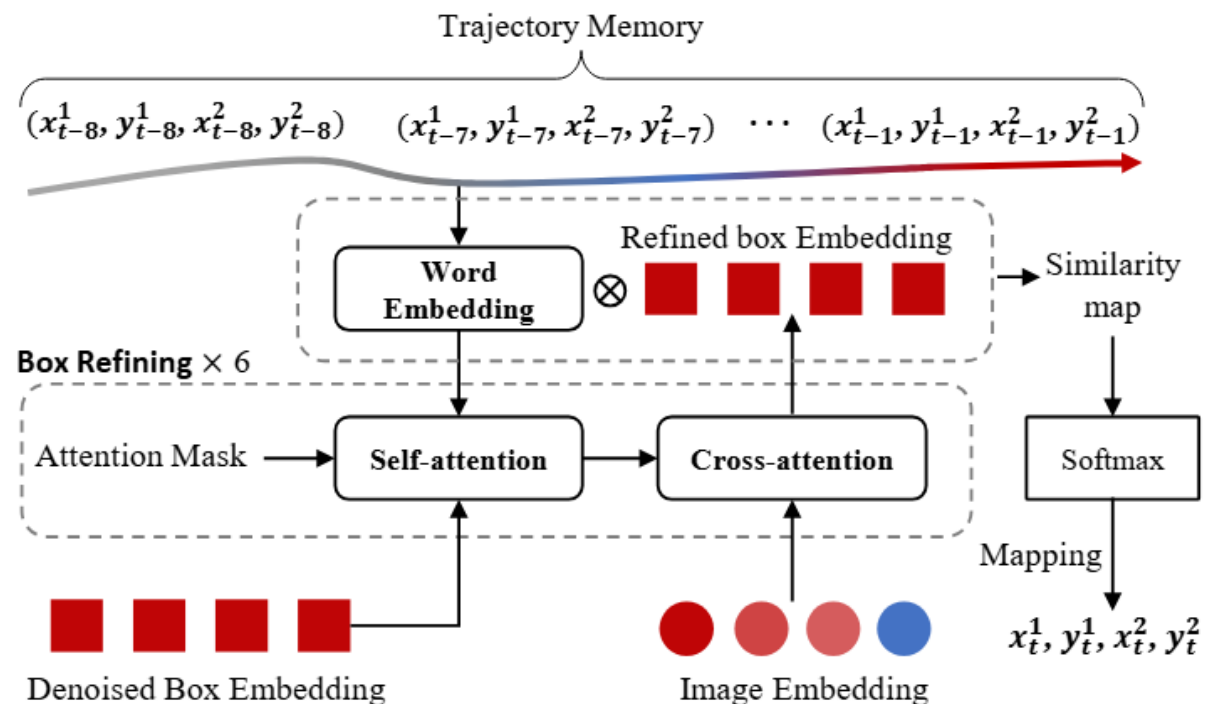 Trajectory Memory
(x¹ₜ₋₈, y¹ₜ₋₈, x²ₜ₋₈, y²ₜ₋₈) (x¹ₜ₋₇, y¹ₜ₋₇, x²ₜ₋₇, y²ₜ₋₇) ··· (x¹ₜ₋₁, y¹ₜ₋₁, x²ₜ₋₁, y²ₜ₋₁)
Word
Embedding
⊗
Refined box Embedding
Similarity
map
Box Refining × 6
Attention Mask
Self-attention
Cross-attention
Softmax
Mapping
x¹ₜ, y¹ₜ, x²ₜ, y²ₜ
Denoised Box Embedding
Image Embedding